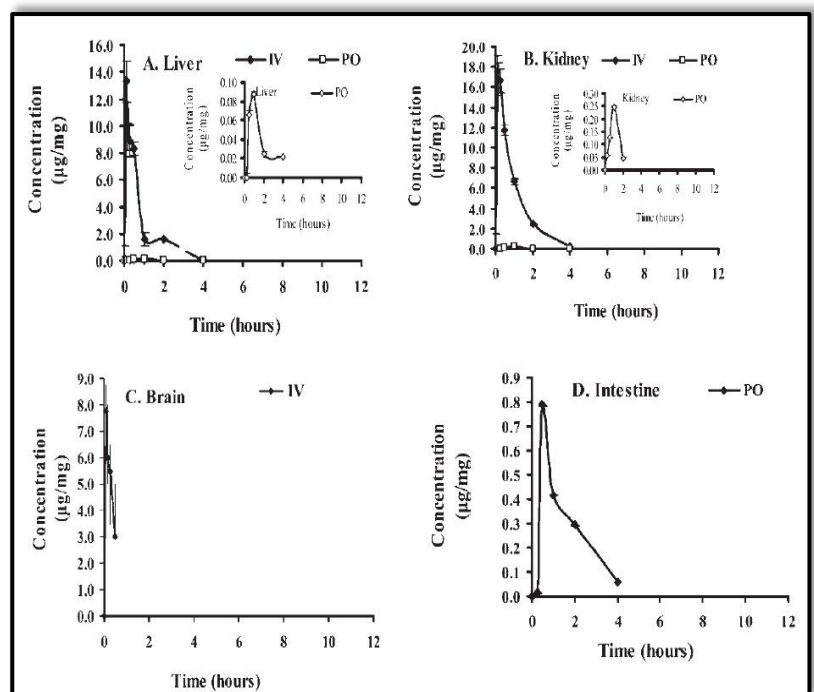 A. Liver
IV
PO
16.0
14.0
12.0
10.0
8.0
6.0
4.0
2.0
0.0
Concentration
(µg/mg)
0 2 4 6 8 10 12
Time (hours)
Liver
PO
0.10
0.08
0.06
0.04
0.02
0.00
Concentration
(µg/mg)
0 2 4 6 8 10 12
Time (hours)
B. Kidney
IV
PO
20.0
18.0
16.0
14.0
12.0
10.0
8.0
6.0
4.0
2.0
0.0
Concentration
(µg/mg)
0 2 4 6 8 10 12
Time (hours)
Kidney
PO
0.30
0.25
0.20
0.15
0.10
0.05
0.00
Concentration
(µg/mg)
0 2 4 6 8 10 12
Time (hours)
C. Brain
IV
9.0
8.0
7.0
6.0
5.0
4.0
3.0
2.0
1.0
0.0
Concentration
(µg/mg)
0 2 4 6 8 10 12
Time (hours)
D. Intestine
PO
0.9
0.8
0.7
0.6
0.5
0.4
0.3
0.2
0.1
0.0
Concentration
(µg/mg)
0 2 4 6 8 10 12
Time (hours)